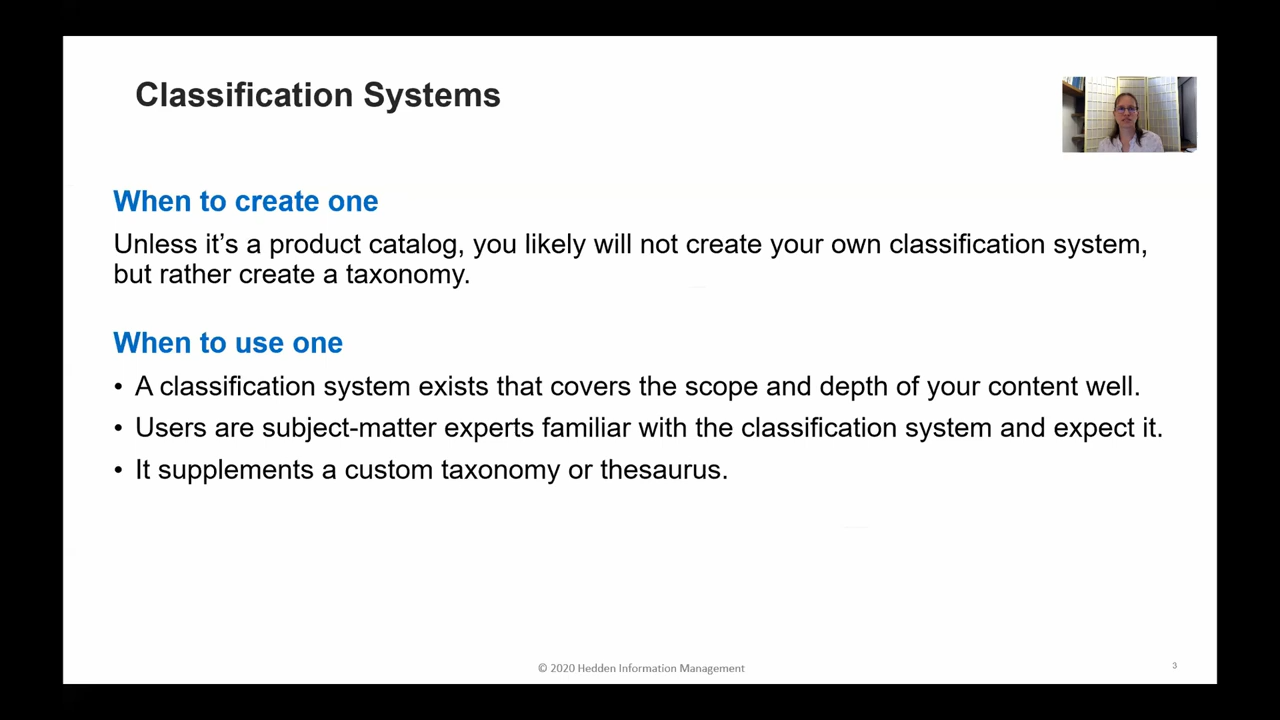 Classification Systems
When to create one
Unless it’s a product catalog, you likely will not create your own classification system,
but rather create a taxonomy.
When to use one
• A classification system exists that covers the scope and depth of your content well.
• Users are subject-matter experts familiar with the classification system and expect it.
• It supplements a custom taxonomy or thesaurus.
© 2020 Hedden Information Management
3